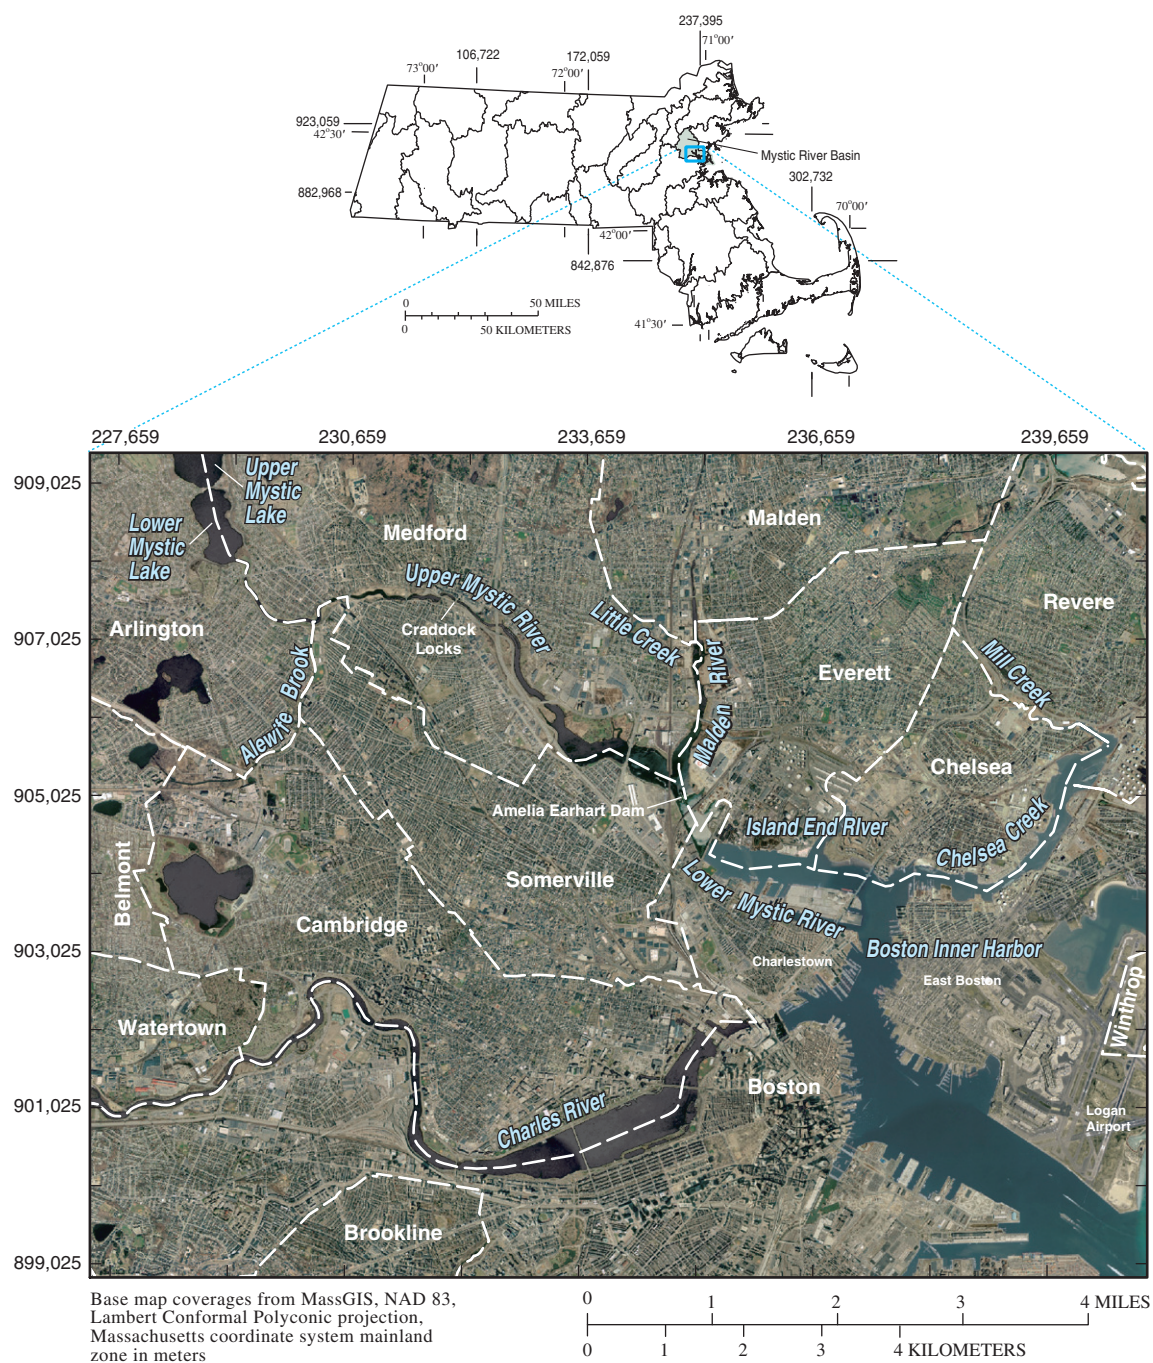 237,395
71°00′
106,722
172,059
73°00′
72°00′
923,059
42°30′
Mystic River Basin
302,732
882,968
70°00′
42°00′
842,876
0 50 MILES
0 50 KILOMETERS
41°30′
227,659 230,659 233,659 236,659 239,659
909,025
907,025
905,025
903,025
901,025
899,025
Upper
Mystic
Lake
Lower
Mystic
Lake
Medford
Malden
Upper Mystic River
Revere
Arlington
Craddock
Locks
Little Creek
Malden River
Everett
Mill Creek
Alewife Brook
Chelsea
Amelia Earhart Dam
Island End RIver
Chelsea Creek
Belmont
Somerville
Lower Mystic River
Cambridge
Boston Inner Harbor
Charlestown
East Boston
Winthrop
Watertown
Boston
Charles River
Logan
Airport
Brookline
Base map coverages from MassGIS, NAD 83,
Lambert Conformal Polyconic projection,
Massachusetts coordinate system mainland
zone in meters
0 1 2 3 4 MILES
0 1 2 3 4 KILOMETERS